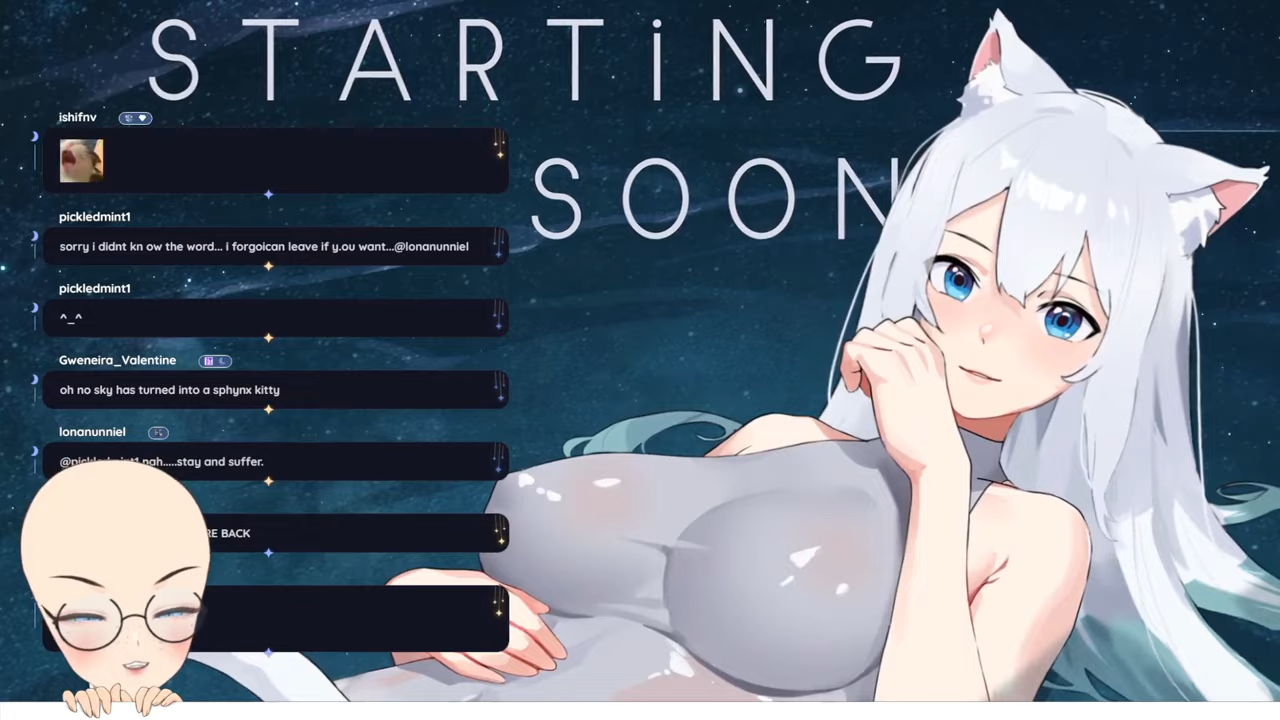 STARTiNG
SOON
ishifnv
pickledmint1
sorry i didnt kn ow the word... i forgoican leave if y.ou want...@lonanunniel
pickledmint1
^_^
Gweneira_Valentine
oh no sky has turned into a sphynx kitty
lonanunniel
nah.....stay and suffer.
BACK